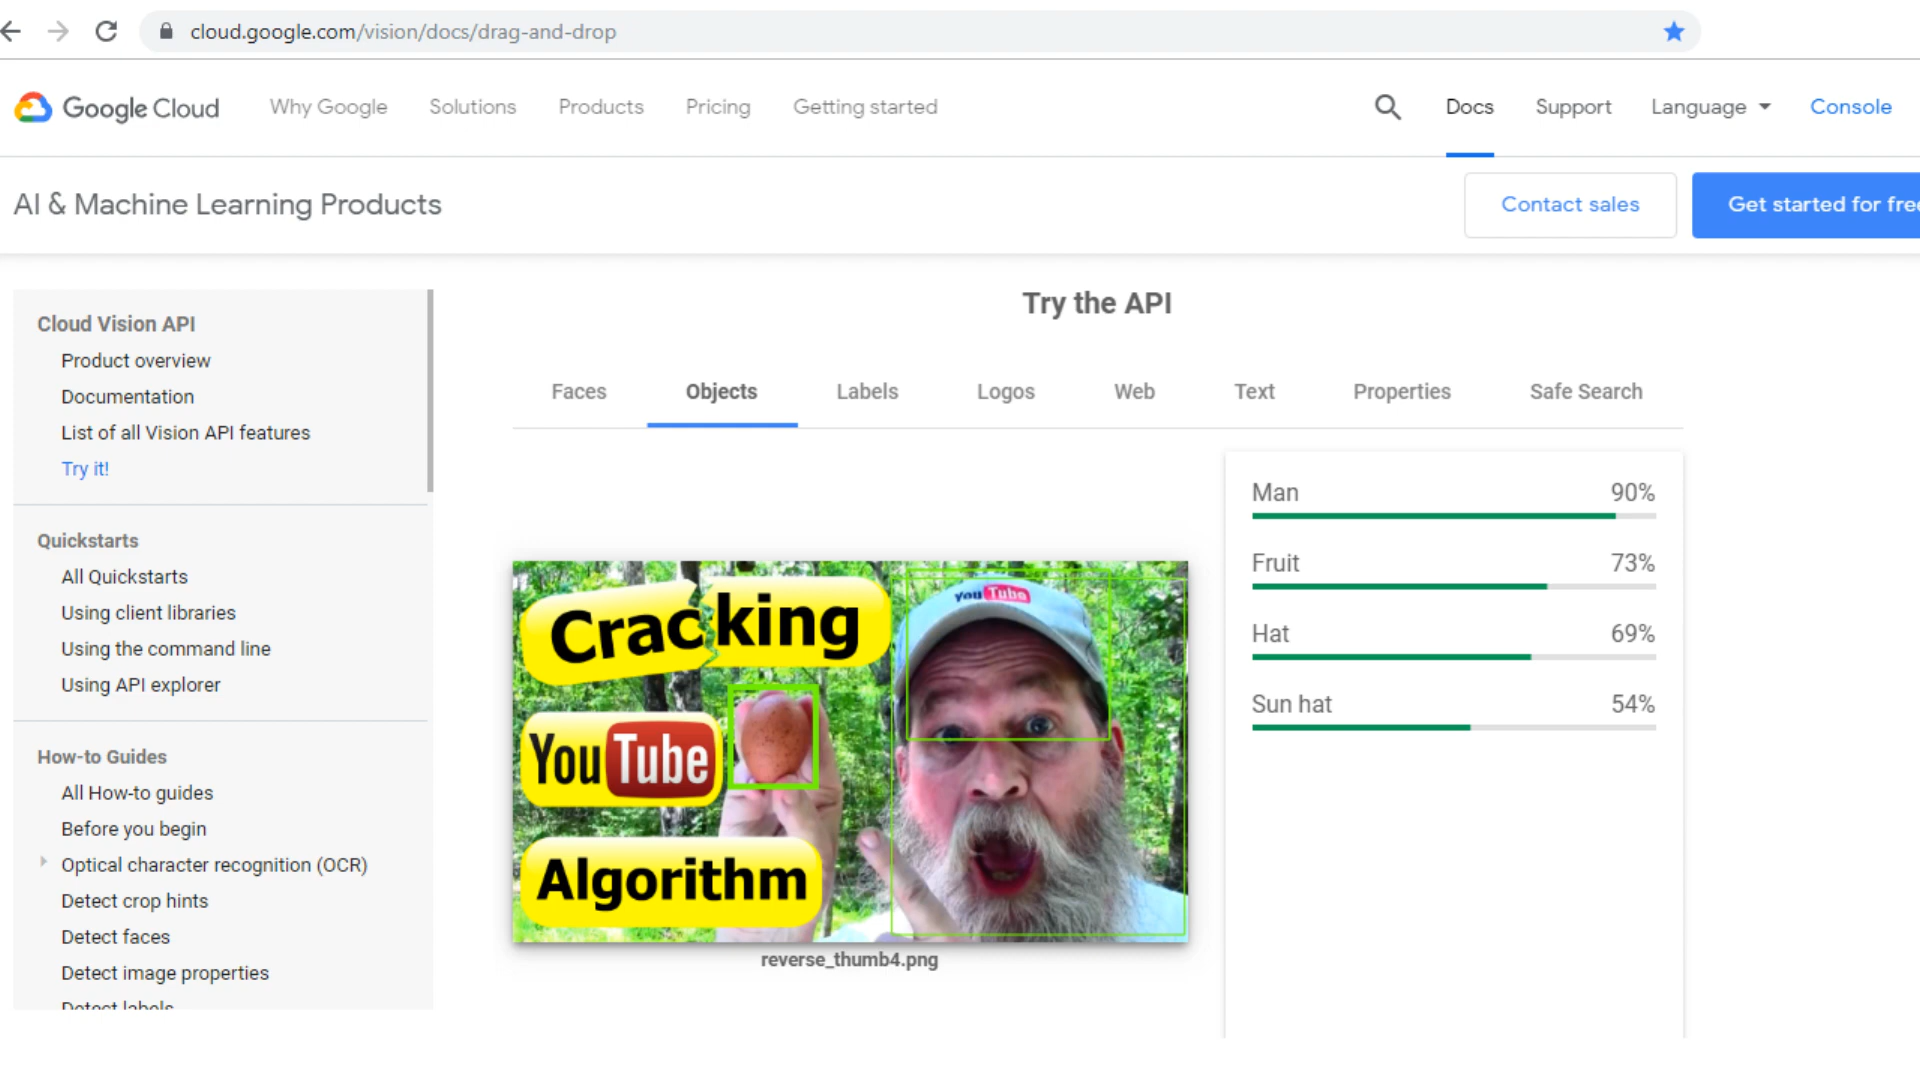 cloud.google.com/vision/docs/drag-and-drop
Google Cloud Why Google Solutions Products Pricing Getting started Docs Support Language Console
AI & Machine Learning Products Contact sales Get started for free
Cloud Vision API
Product overview
Documentation
List of all Vision API features
Try it!
Quickstarts
All Quickstarts
Using client libraries
Using the command line
Using API explorer
How-to Guides
All How-to guides
Before you begin
Optical character recognition (OCR)
Detect crop hints
Detect faces
Detect image properties
Detect labels
Try the API
Faces Objects Labels Logos Web Text Properties Safe Search
Cracking
YouTube
Algorithm
YouTube
reverse_thumb4.png
Man 90%
Fruit 73%
Hat 69%
Sun hat 54%